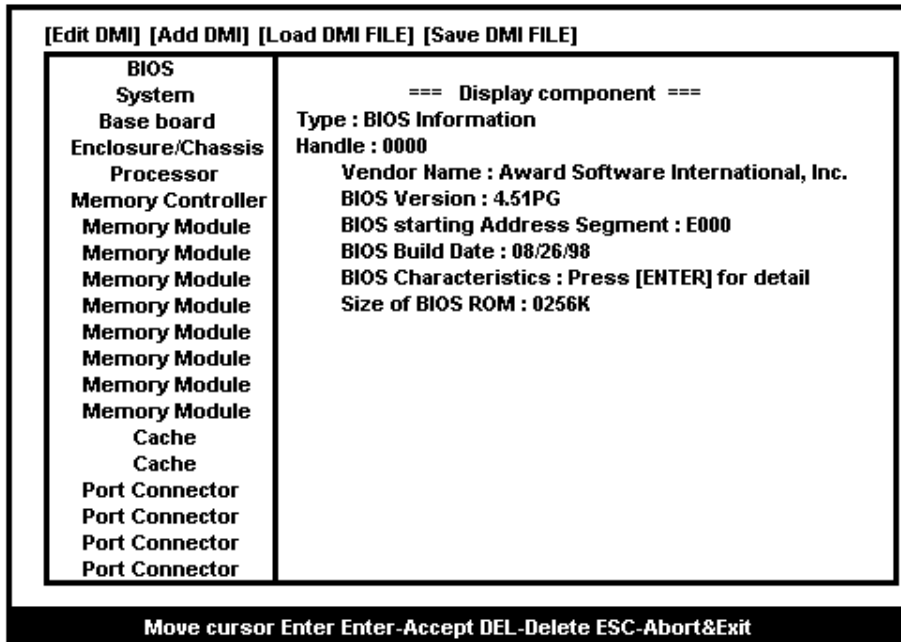 [Edit DMI] [Add DMI] [Load DMI FILE] [Save DMI FILE]
BIOS
System
Base board
Enclosure/Chassis
Processor
Memory Controller
Memory Module
Memory Module
Memory Module
Memory Module
Memory Module
Memory Module
Memory Module
Memory Module
Cache
Cache
Port Connector
Port Connector
Port Connector
Port Connector
=== Display component ===
Type : BIOS Information
Handle : 0000
Vendor Name : Award Software International, Inc.
BIOS Version : 4.51PG
BIOS starting Address Segment : E000
BIOS Build Date : 08/26/98
BIOS Characteristics : Press [ENTER] for detail
Size of BIOS ROM : 0256K
Move cursor Enter Enter-Accept DEL-Delete ESC-Abort&Exit